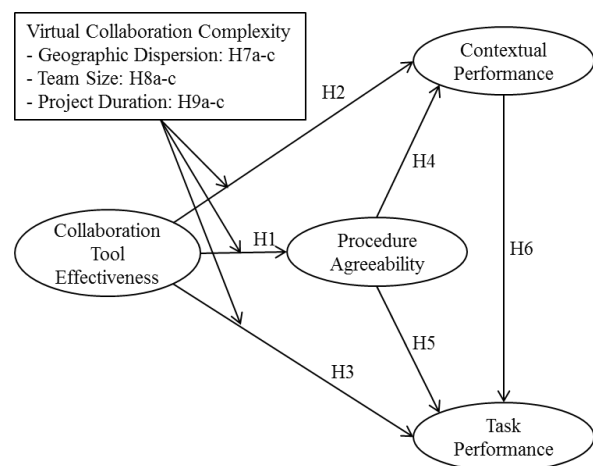 Virtual Collaboration Complexity
- Geographic Dispersion: H7a-c
- Team Size: H8a-c
- Project Duration: H9a-c
Contextual
Performance
H2
H4
Collaboration
Tool
Effectiveness
H1
Procedure
Agreeability
H6
H5
H3
Task
Performance